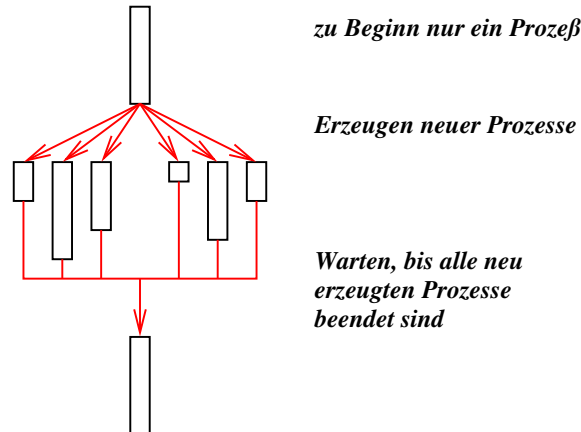 zu Beginn nur ein Prozeß
Erzeugen neuer Prozesse
Warten, bis alle neu
erzeugten Prozesse
beendet sind